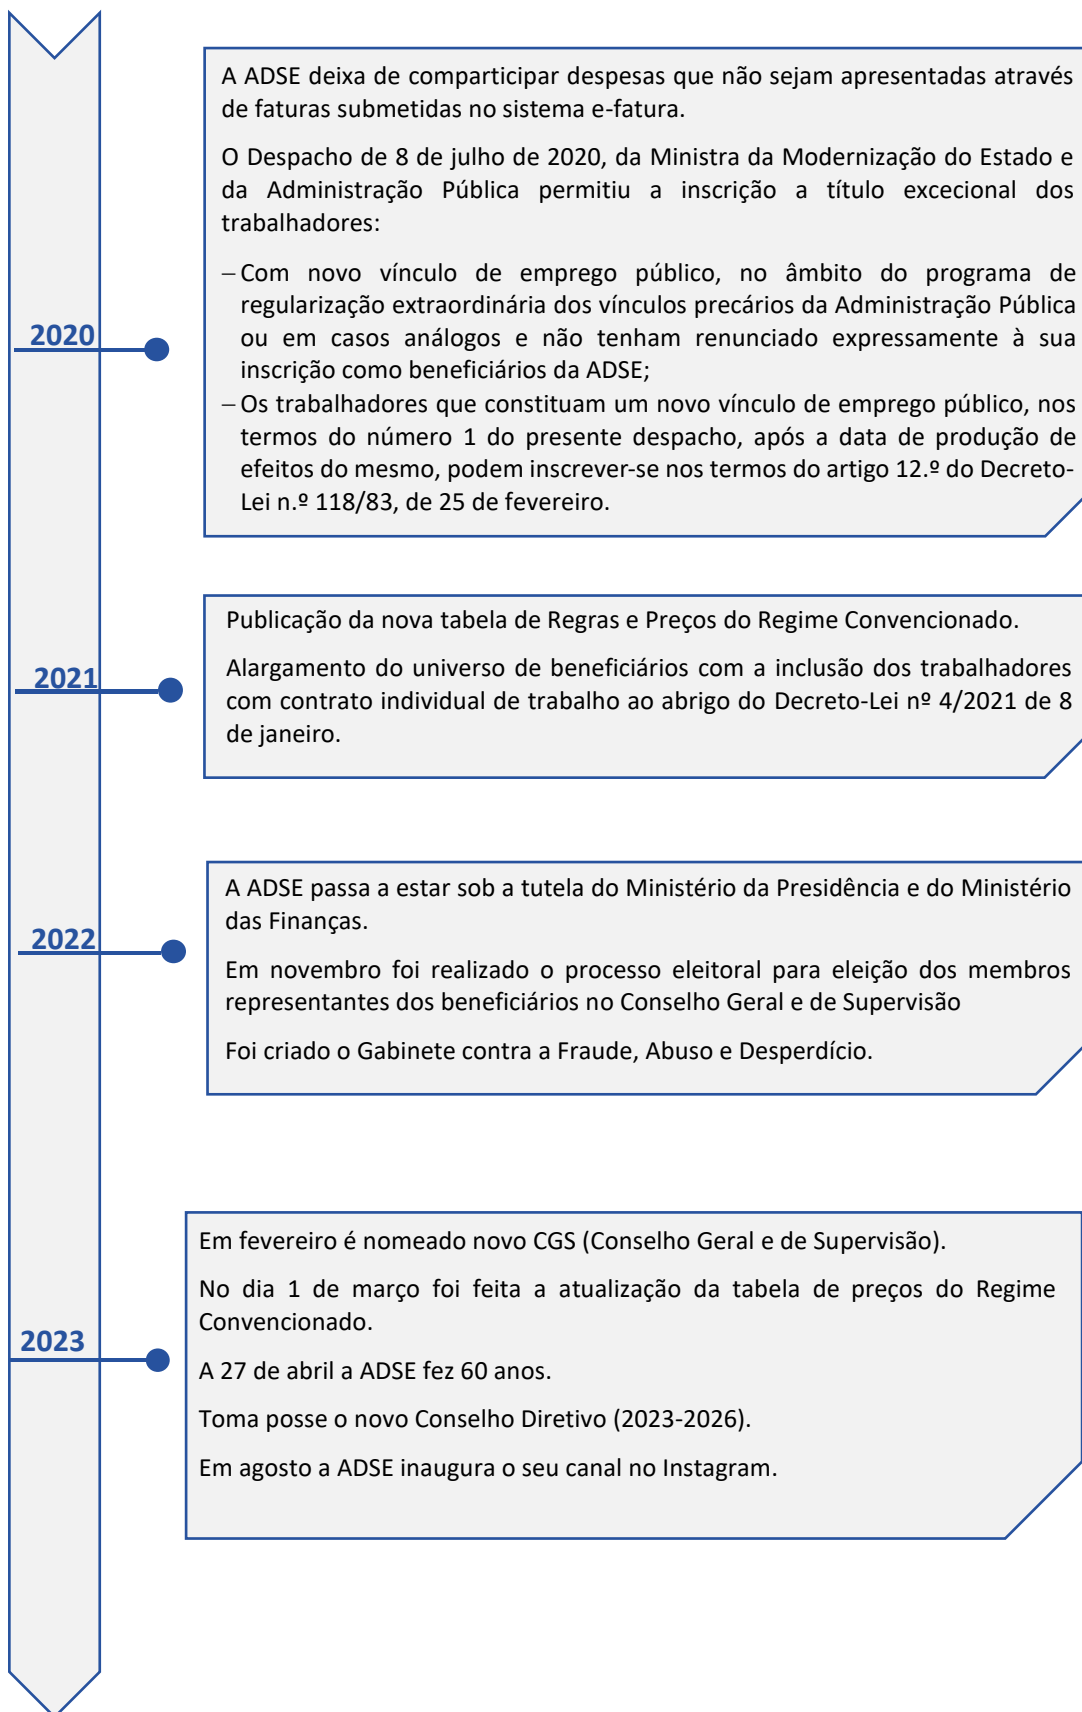 A ADSE deixa de comparticipar despesas que não sejam apresentadas através
de faturas submetidas no sistema e-fatura.
O Despacho de 8 de julho de 2020, da Ministra da Modernização do Estado e
da Administração Pública permitiu a inscrição a título excecional dos
trabalhadores:
– Com novo vínculo de emprego público, no âmbito do programa de
regularização extraordinária dos vínculos precários da Administração Pública
ou em casos análogos e não tenham renunciado expressamente à sua
inscrição como beneficiários da ADSE;
– Os trabalhadores que constituam um novo vínculo de emprego público, nos
termos do número 1 do presente despacho, após a data de produção de
efeitos do mesmo, podem inscrever-se nos termos do artigo 12.º do Decreto-
Lei n.º 118/83, de 25 de fevereiro.
2020
Publicação da nova tabela de Regras e Preços do Regime Convencionado.
Alargamento do universo de beneficiários com a inclusão dos trabalhadores
com contrato individual de trabalho ao abrigo do Decreto-Lei nº 4/2021 de 8
de janeiro.
2021
A ADSE passa a estar sob a tutela do Ministério da Presidência e do Ministério
das Finanças.
Em novembro foi realizado o processo eleitoral para eleição dos membros
representantes dos beneficiários no Conselho Geral e de Supervisão
Foi criado o Gabinete contra a Fraude, Abuso e Desperdício.
2022
Em fevereiro é nomeado novo CGS (Conselho Geral e de Supervisão).
No dia 1 de março foi feita a atualização da tabela de preços do Regime
Convencionado.
A 27 de abril a ADSE fez 60 anos.
Toma posse o novo Conselho Diretivo (2023-2026).
Em agosto a ADSE inaugura o seu canal no Instagram.
2023